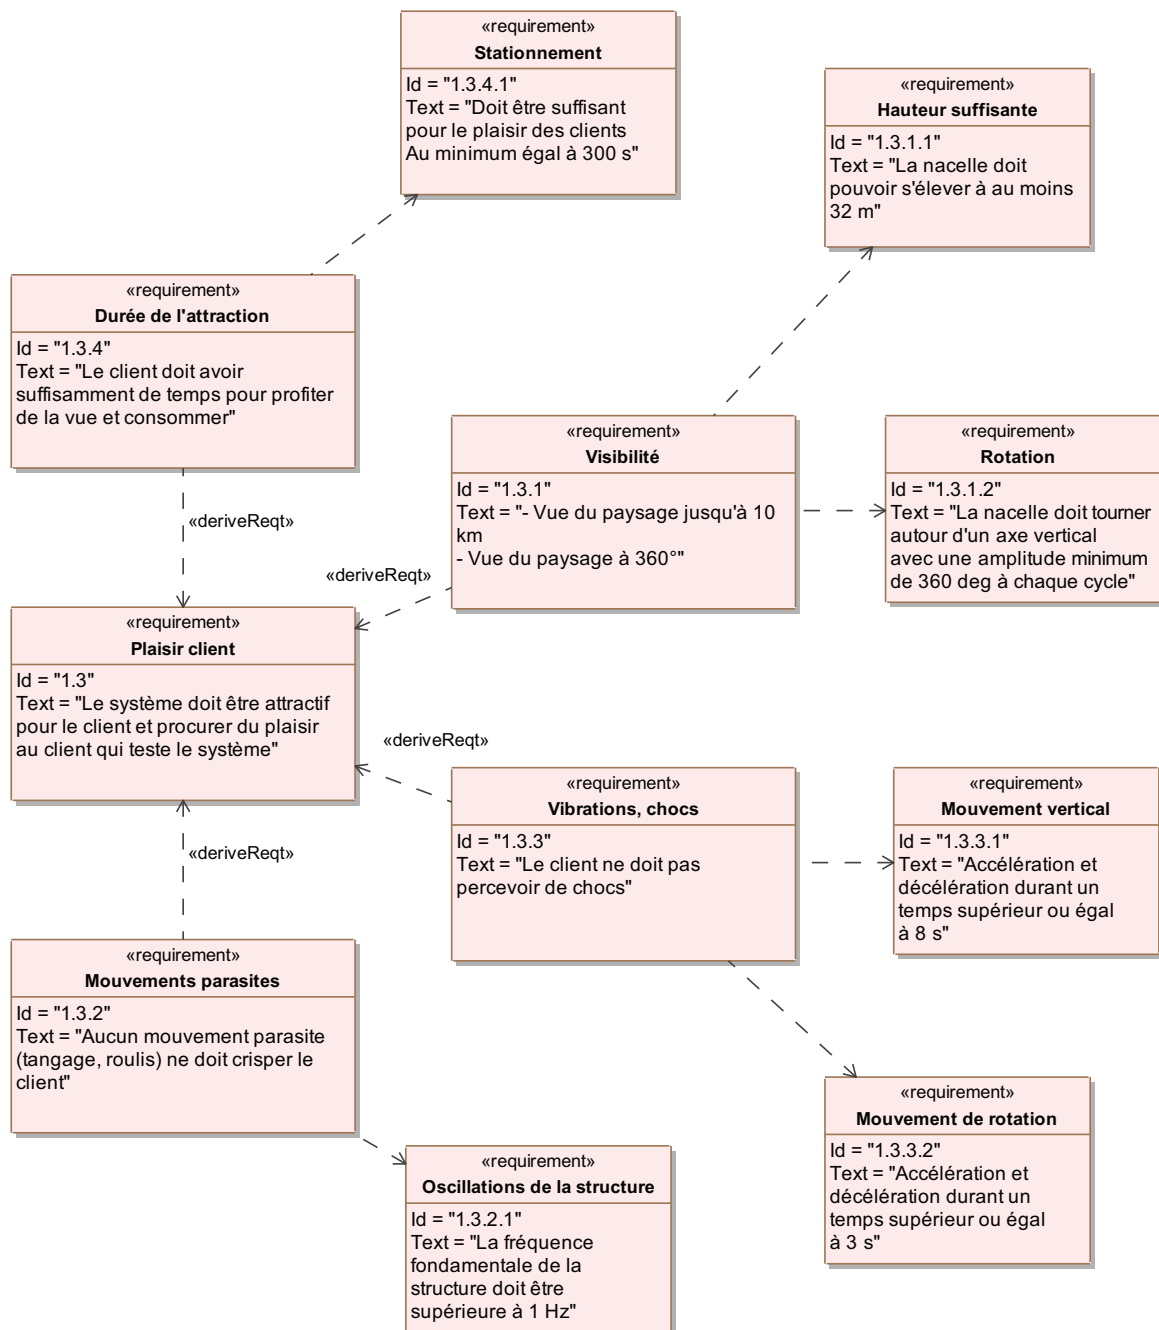 «requirement»
Stationnement
Id = "1.3.4.1"
Text = "Doit être suffisant
pour le plaisir des clients
Au minimum égal à 300 s"
«requirement»
Hauteur suffisante
Id = "1.3.1.1"
Text = "La nacelle doit
pouvoir s'élever à au moins
32 m"
«requirement»
Durée de l'attraction
Id = "1.3.4"
Text = "Le client doit avoir
suffisamment de temps pour profiter
de la vue et consommer"
«requirement»
Visibilité
Id = "1.3.1"
Text = "- Vue du paysage jusqu'à 10
km
- Vue du paysage à 360°"
«requirement»
Rotation
Id = "1.3.1.2"
Text = "La nacelle doit tourner
autour d'un axe vertical
avec une amplitude minimum
de 360 deg à chaque cycle"
«deriveReqt»
«deriveReqt»
«requirement»
Plaisir client
Id = "1.3"
Text = "Le système doit être attractif
pour le client et procurer du plaisir
au client qui teste le système"
«deriveReqt»
«requirement»
Vibrations, chocs
Id = "1.3.3"
Text = "Le client ne doit pas
percevoir de chocs"
«requirement»
Mouvement vertical
Id = "1.3.3.1"
Text = "Accélération et
décélération durant un
temps supérieur ou égal
à 8 s"
«deriveReqt»
«requirement»
Mouvements parasites
Id = "1.3.2"
Text = "Aucun mouvement parasite
(tangage, roulis) ne doit crisper le
client"
«requirement»
Mouvement de rotation
Id = "1.3.3.2"
Text = "Accélération et
décélération durant un
temps supérieur ou égal
à 3 s"
«requirement»
Oscillations de la structure
Id = "1.3.2.1"
Text = "La fréquence
fondamentale de la
structure doit être
supérieure à 1 Hz"